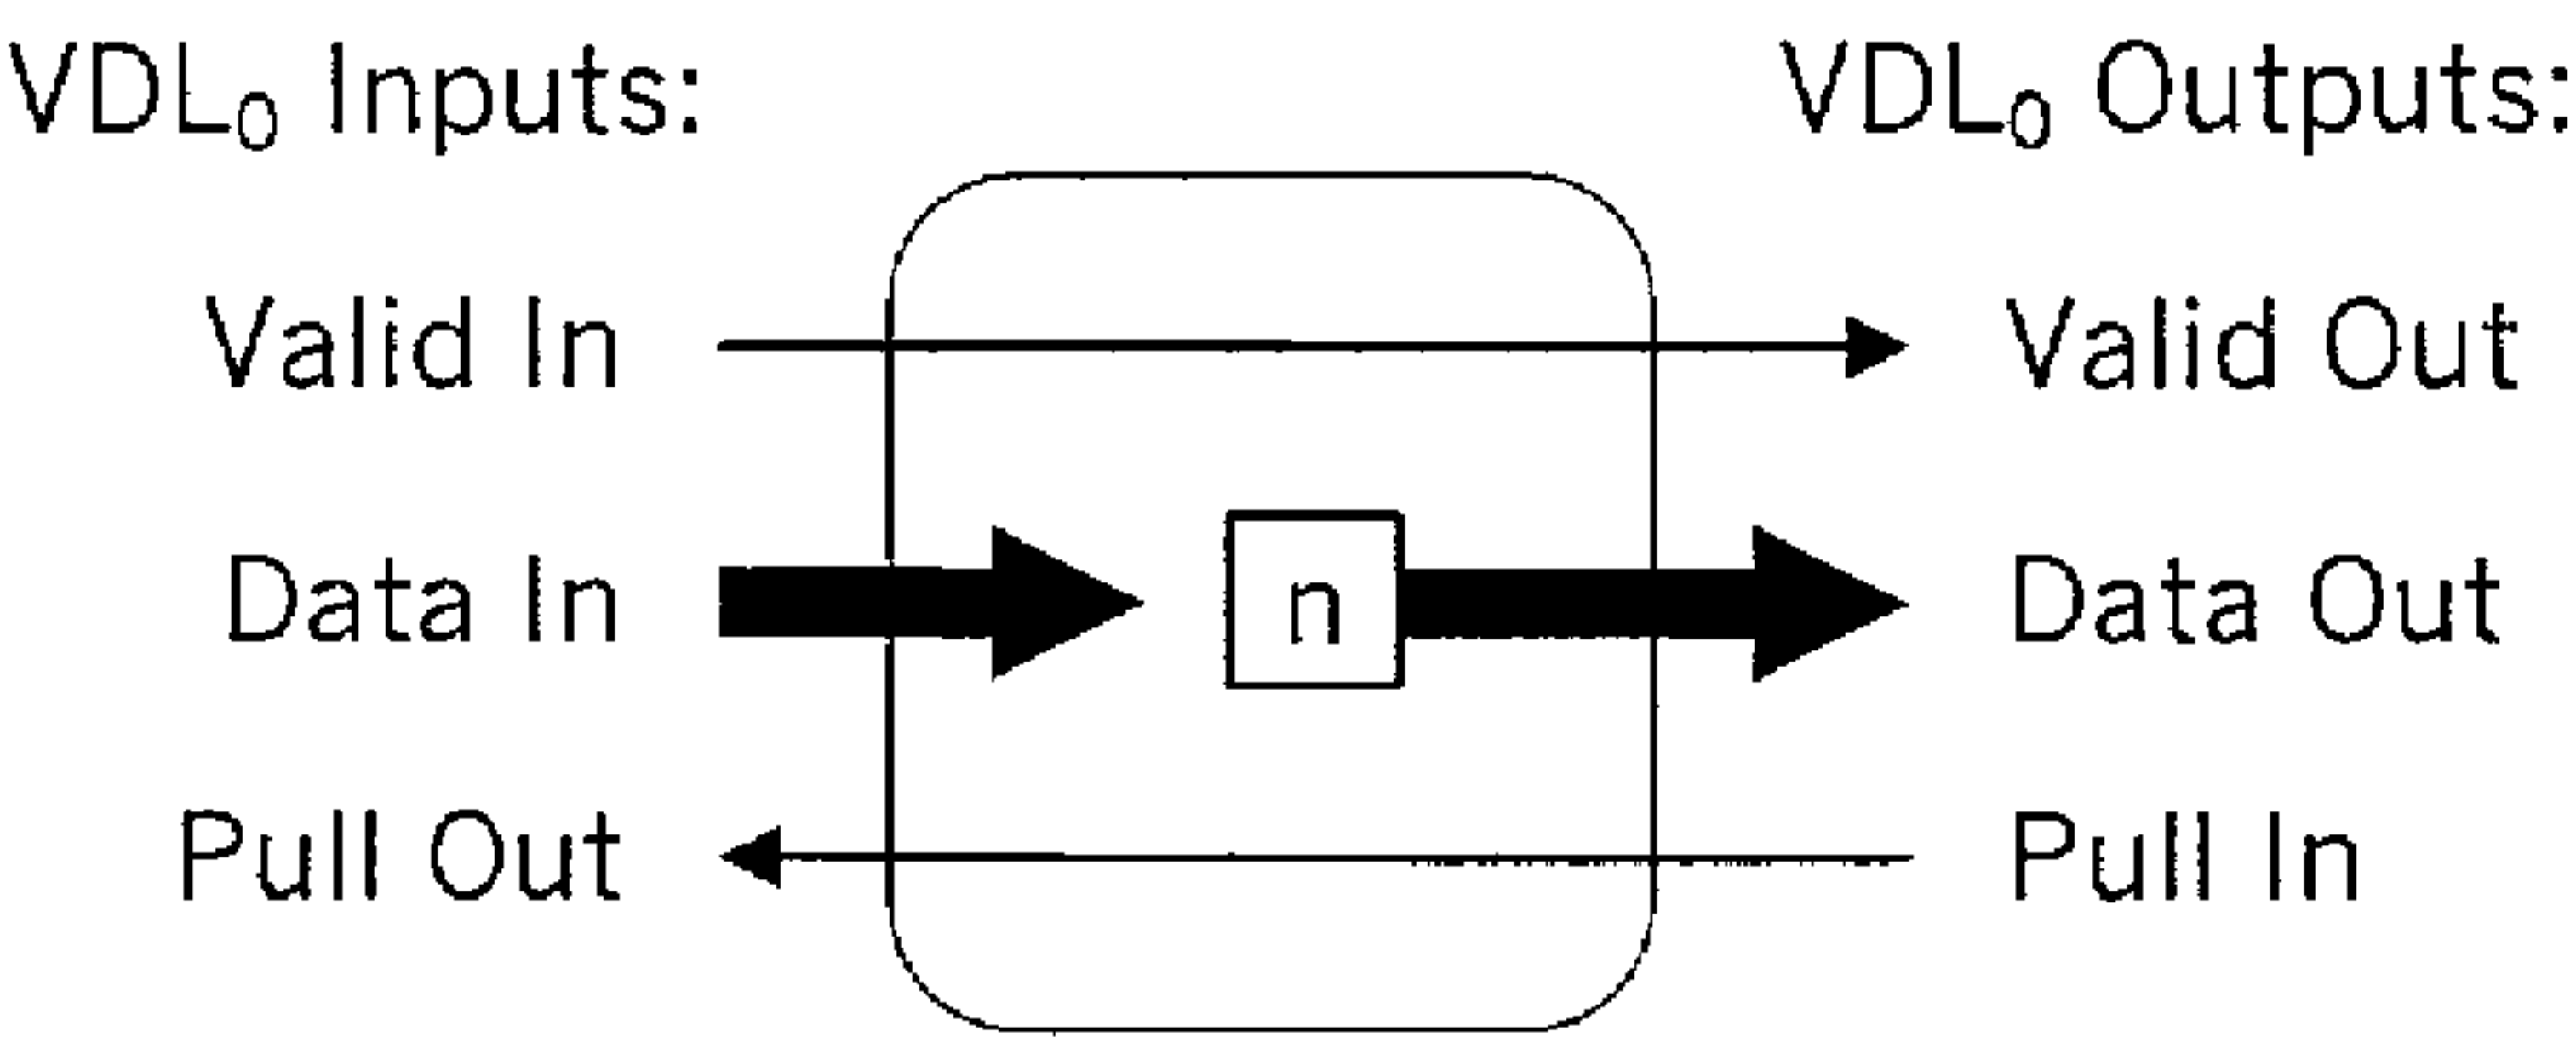 VDL₀ Inputs: VDL₀ Outputs:
Valid In Valid Out
Data In n Data Out
Pull Out Pull In